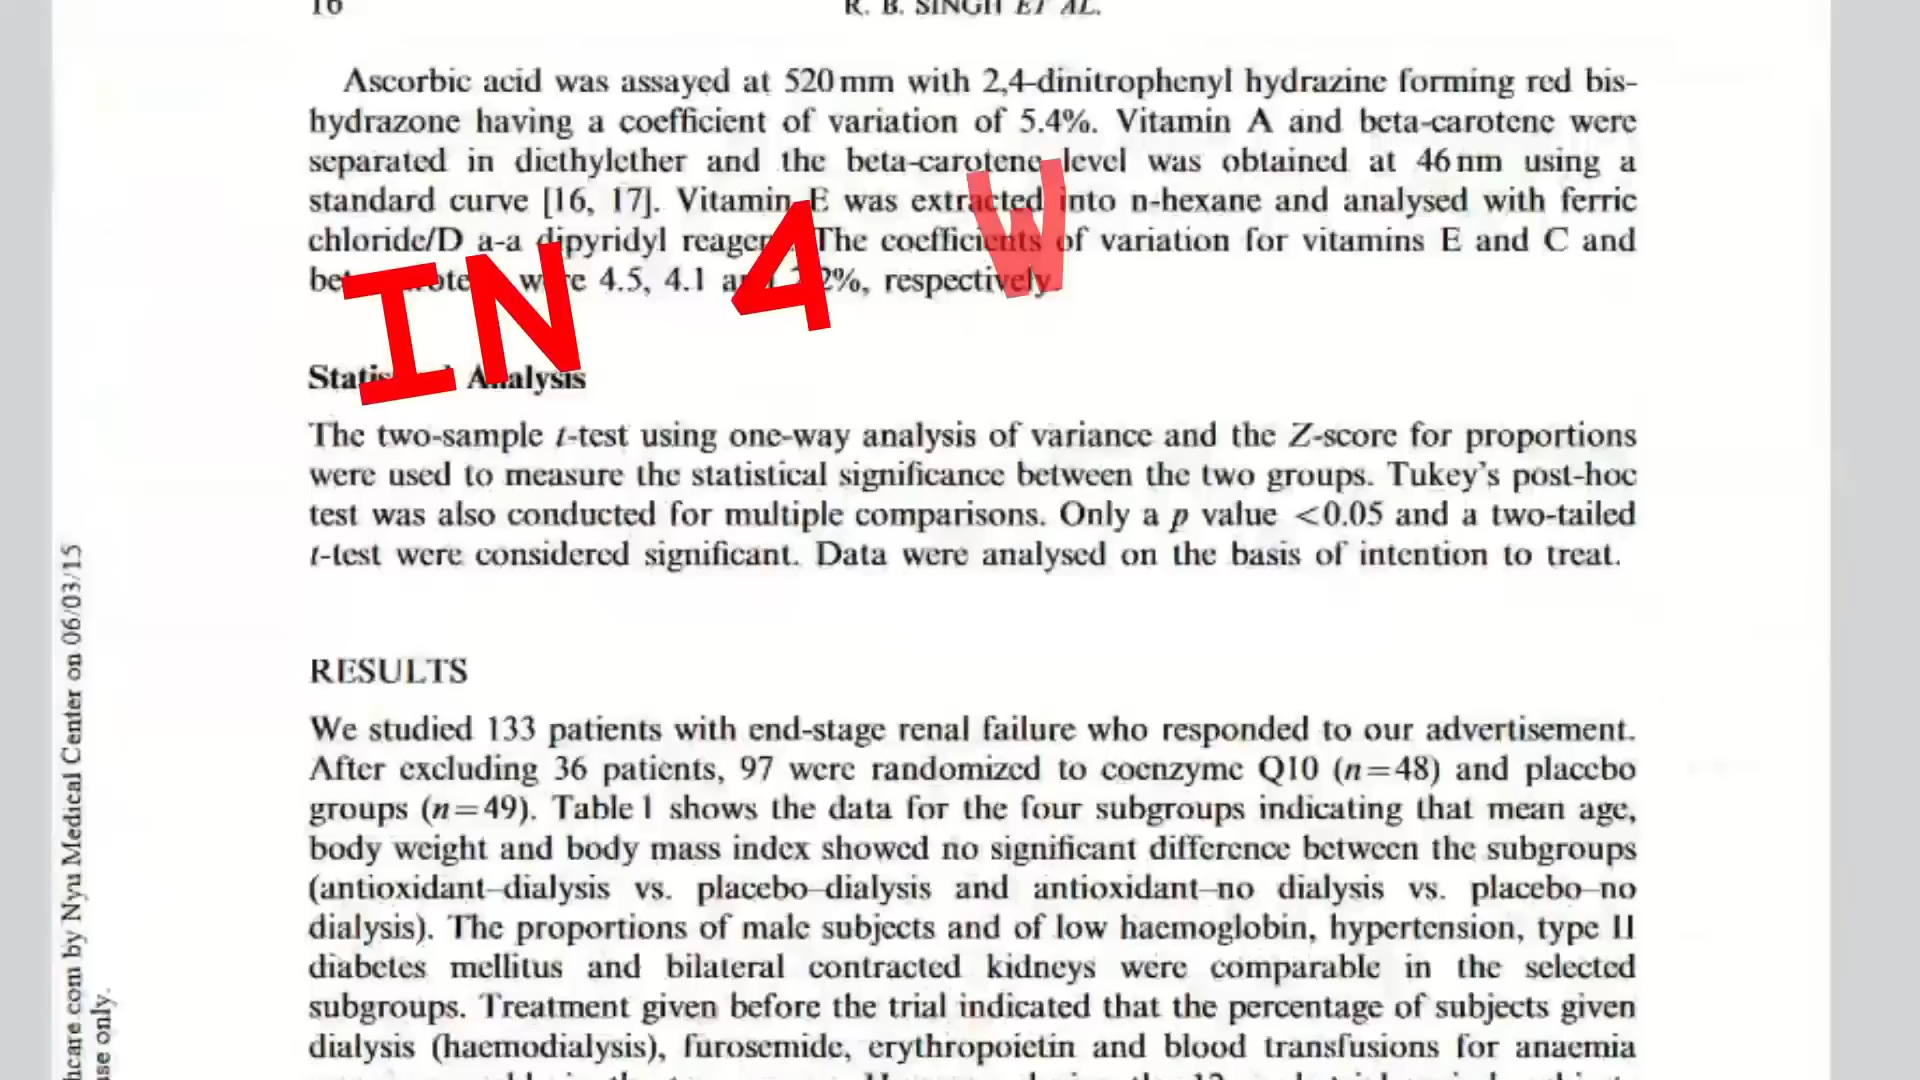 16
R. B. SINGH ET AL.
Ascorbic acid was assayed at 520 mm with 2,4-dinitrophenyl hydrazine forming red bis-
hydrazone having a coefficient of variation of 5.4%. Vitamin A and beta-carotene were
separated in diethylether and the beta-carotene level was obtained at 46 nm using a
standard curve [16, 17]. Vitamin E was extracted into n-hexane and analysed with ferric
chloride/D a-a dipyridyl reagent. The coefficients of variation for vitamins E and C and
were 4.5, 4.1 2%, respectively.
IN 4 W
Statistical Analysis
The two-sample t-test using one-way analysis of variance and the Z-score for proportions
were used to measure the statistical significance between the two groups. Tukey's post-hoc
test was also conducted for multiple comparisons. Only a p value <0.05 and a two-tailed
t-test were considered significant. Data were analysed on the basis of intention to treat.
RESULTS
We studied 133 patients with end-stage renal failure who responded to our advertisement.
After excluding 36 patients, 97 were randomized to coenzyme Q10 (n=48) and placebo
groups (n=49). Table 1 shows the data for the four subgroups indicating that mean age,
body weight and body mass index showed no significant difference between the subgroups
(antioxidant–dialysis vs. placebo–dialysis and antioxidant–no dialysis vs. placebo–no
dialysis). The proportions of male subjects and of low haemoglobin, hypertension, type II
diabetes mellitus and bilateral contracted kidneys were comparable in the selected
subgroups. Treatment given before the trial indicated that the percentage of subjects given
dialysis (haemodialysis), furosemide, erythropoietin and blood transfusions for anaemia
hcare.com by Nyu Medical Center on 06/03/15
use only.